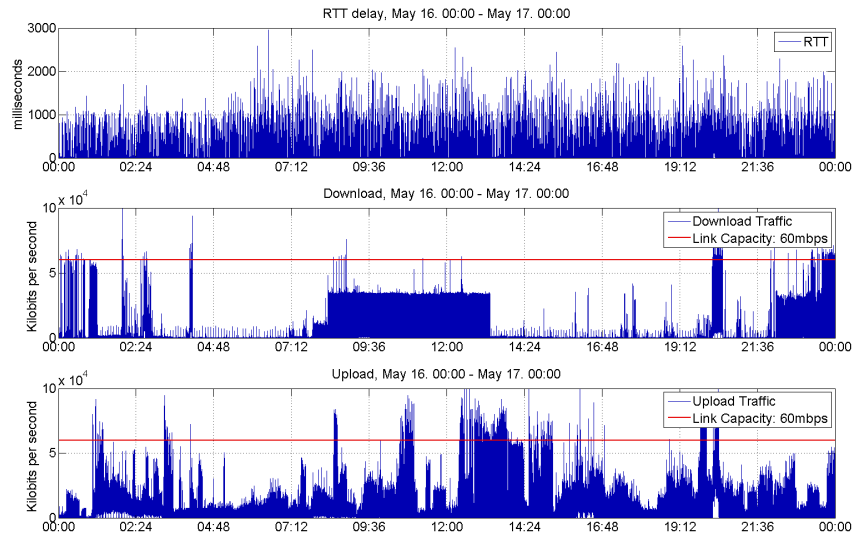 RTT delay, May 16. 00:00 - May 17. 00:00
milliseconds
3000
2000
1000
0
RTT
00:00 02:24 04:48 07:12 09:36 12:00 14:24 16:48 19:12 21:36 00:00
Download, May 16. 00:00 - May 17. 00:00
Kilobits per second
10 x 10^4
5
0
Download Traffic
Link Capacity: 60mbps
00:00 02:24 04:48 07:12 09:36 12:00 14:24 16:48 19:12 21:36 00:00
Upload, May 16. 00:00 - May 17. 00:00
Kilobits per second
10 x 10^4
5
0
Upload Traffic
Link Capacity: 60mbps
00:00 02:24 04:48 07:12 09:36 12:00 14:24 16:48 19:12 21:36 00:00